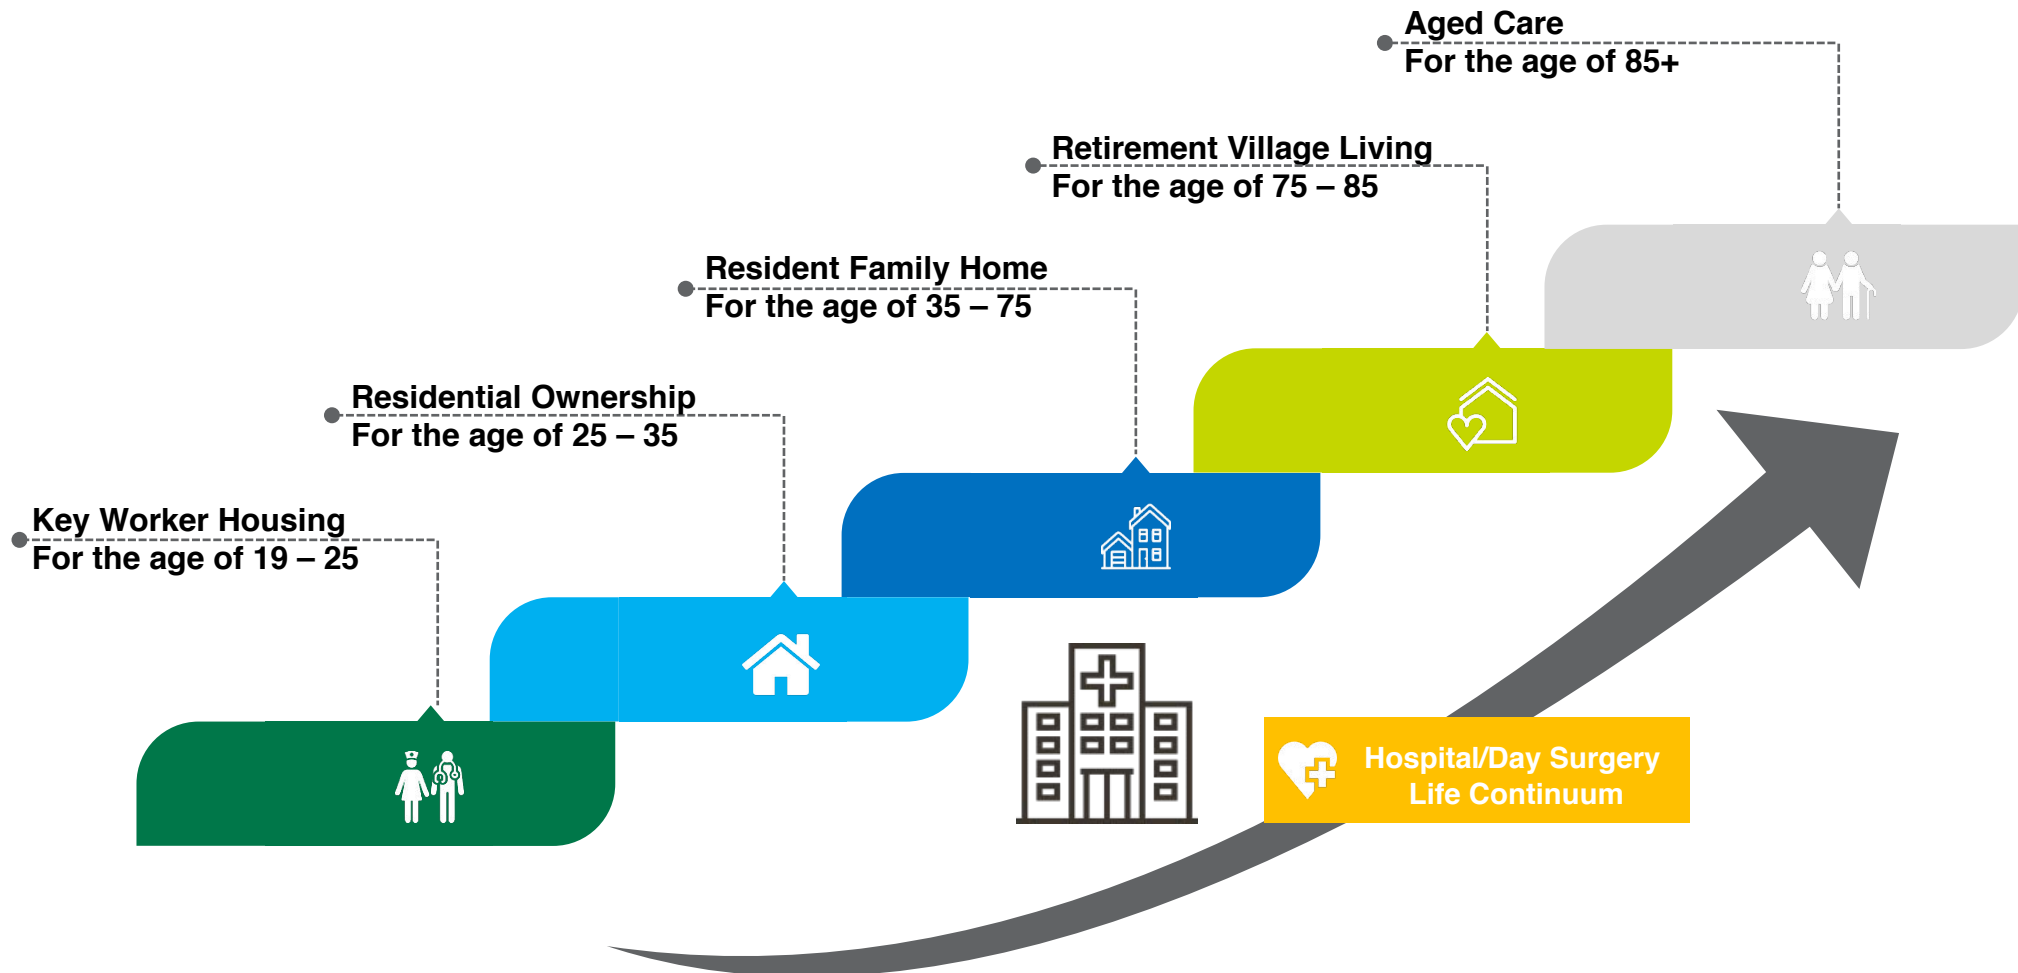 Aged Care
For the age of 85+
Retirement Village Living
For the age of 75 – 85
Resident Family Home
For the age of 35 – 75
Residential Ownership
For the age of 25 – 35
Key Worker Housing
For the age of 19 – 25
Hospital/Day Surgery
Life Continuum